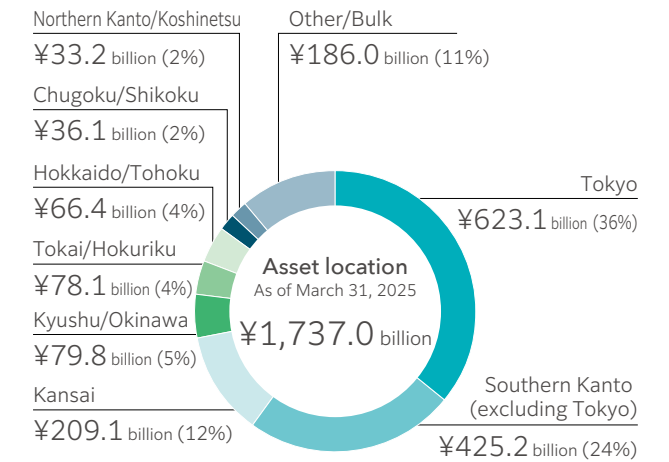 Northern Kanto/Koshinetsu
¥33.2 billion (2%)
Other/Bulk
¥186.0 billion (11%)
Chugoku/Shikoku
¥36.1 billion (2%)
Hokkaido/Tohoku
¥66.4 billion (4%)
Tokai/Hokuriku
¥78.1 billion (4%)
Kyushu/Okinawa
¥79.8 billion (5%)
Kansai
¥209.1 billion (12%)
Asset location
As of March 31, 2025
¥1,737.0 billion
Tokyo
¥623.1 billion (36%)
Southern Kanto
(excluding Tokyo)
¥425.2 billion (24%)